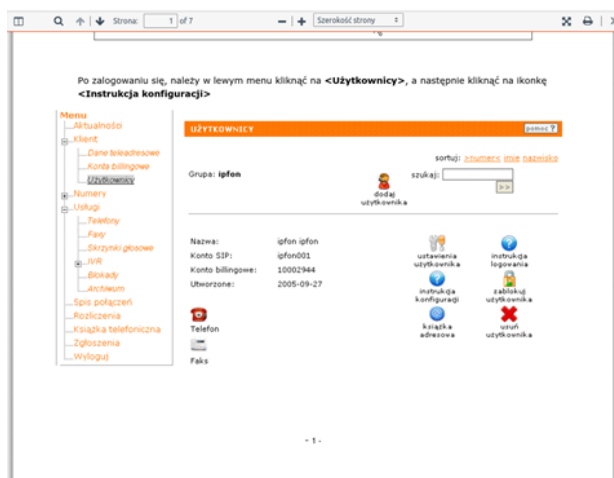 Strona: 1 of 7 Szerokość strony
Po zalogowaniu się, należy w lewym menu kliknąć na <Użytkownicy>, a następnie kliknąć na ikonkę
<Instrukcja konfiguracji>
Menu
Aktualności
Klient
Dane teleadresowe
Konta billingowe
Użytkownicy
Numery
Usługi
Telefony
Faxy
Skrzynki głosowe
IVR
Blokady
Archiwum
Spis połączeń
Rozliczenia
Książka telefoniczna
Zgłoszenia
Wyloguj
UŻYTKOWNICY pomoc ?
sortuj: >numer< imię nazwisko
Grupa: ipfon
szukaj:
>>
dodaj
użytkownika
Nazwa: ipfon ipfon
Konto SIP: ipfon001
Konto billingowe: 10002944
Utworzone: 2005-09-27
ustawienia
użytkownika
instrukcja
logowania
instrukcja
konfiguracji
zablokuj
użytkownika
książka
adresowa
usuń
użytkownika
Telefon
Faks
- 1 -